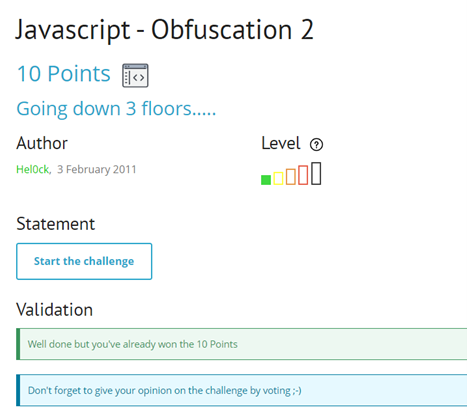 Javascript - Obfuscation 2
10 Points
Going down 3 floors.....
Author Level ?
Hel0ck, 3 February 2011
Statement
Start the challenge
Validation
Well done but you've already won the 10 Points
Don't forget to give your opinion on the challenge by voting ;-)